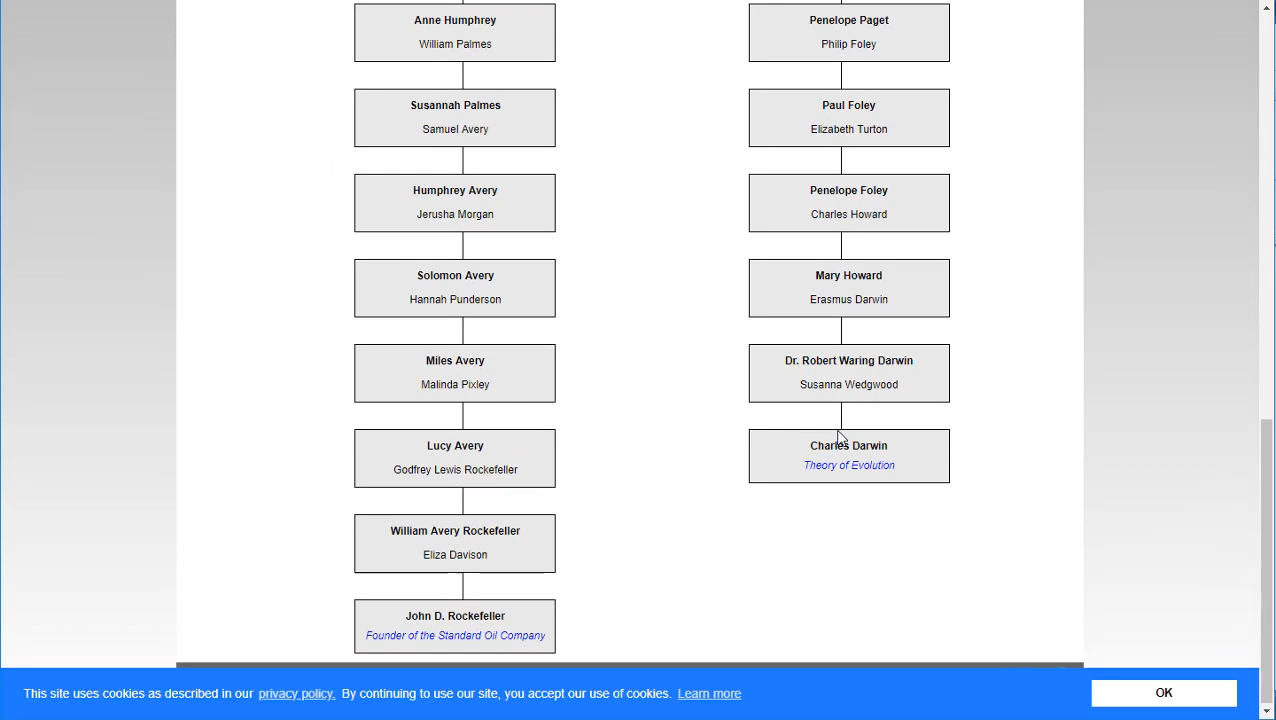 Anne Humphrey
William Palmes
Susannah Palmes
Samuel Avery
Humphrey Avery
Jerusha Morgan
Solomon Avery
Hannah Punderson
Miles Avery
Malinda Pixley
Lucy Avery
Godfrey Lewis Rockefeller
William Avery Rockefeller
Eliza Davison
John D. Rockefeller
Founder of the Standard Oil Company
Penelope Paget
Philip Foley
Paul Foley
Elizabeth Turton
Penelope Foley
Charles Howard
Mary Howard
Erasmus Darwin
Dr. Robert Waring Darwin
Susanna Wedgwood
Charles Darwin
Theory of Evolution
This site uses cookies as described in our privacy policy. By continuing to use our site, you accept our use of cookies. Learn more
OK